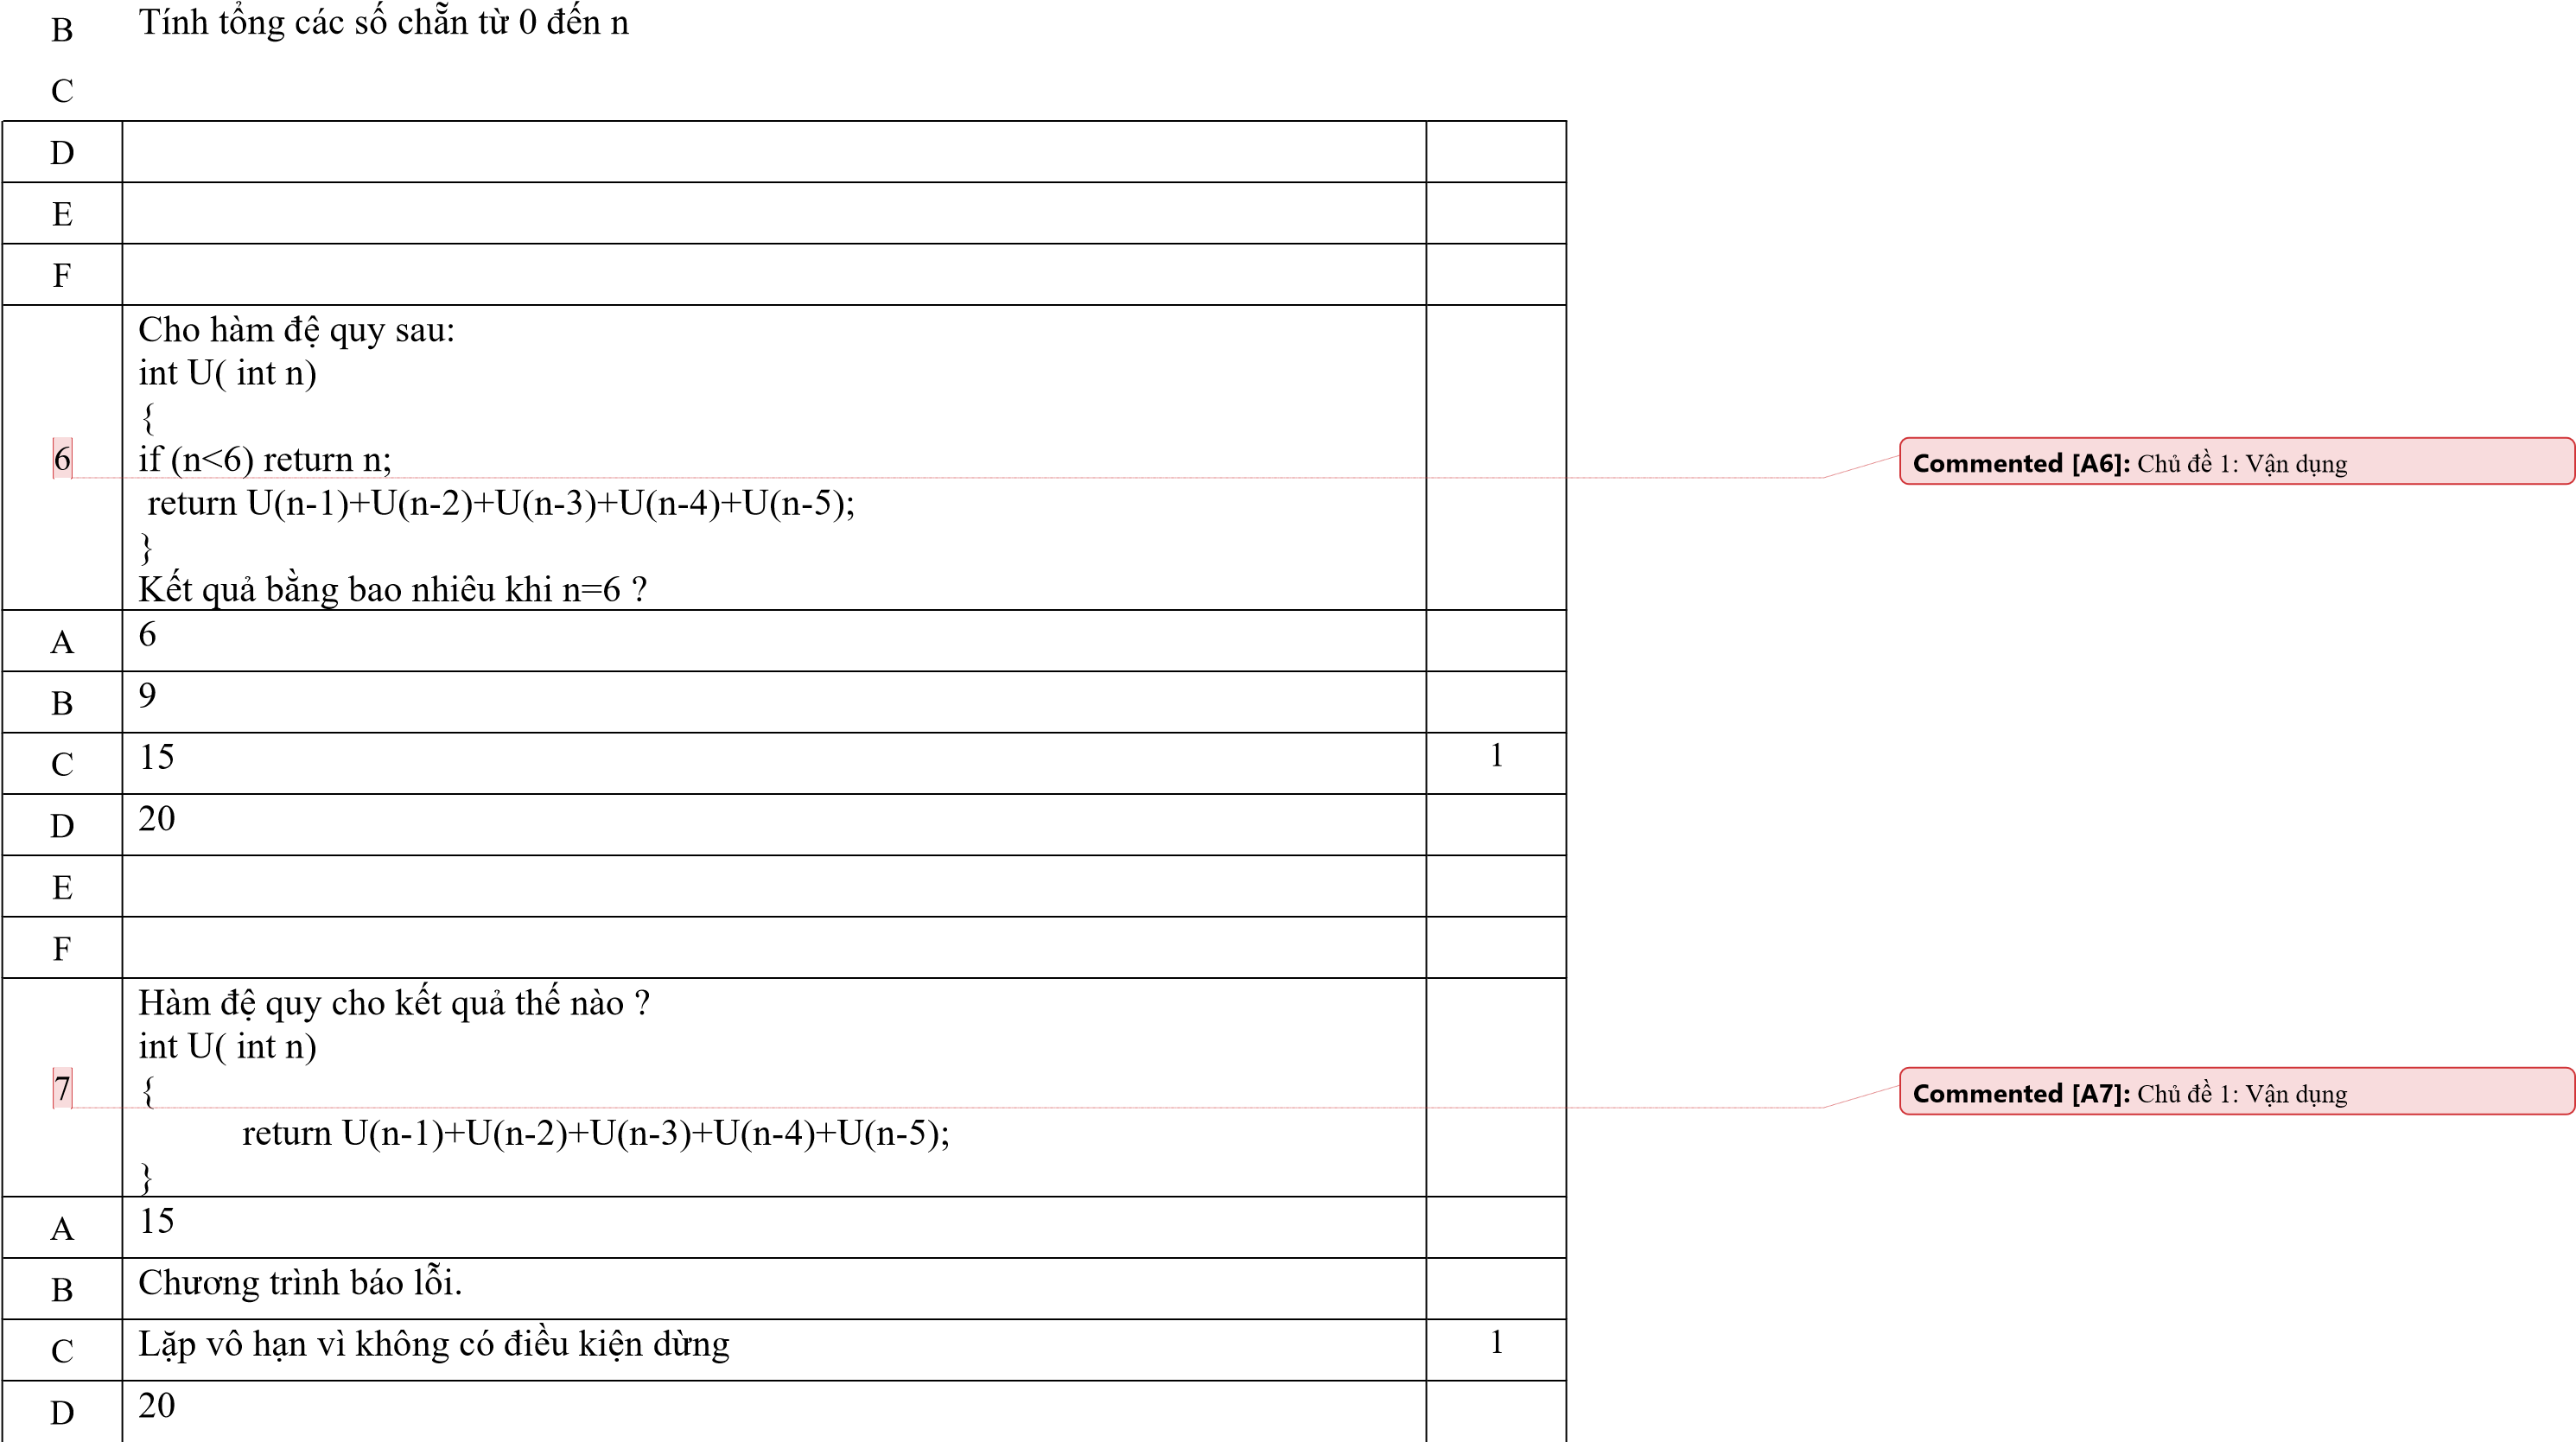 B Tính tổng các số chẵn từ 0 đến n
C
D
E
F
Cho hàm đệ quy sau:
int U( int n)
{
6 if (n<6) return n; Commented [A6]: Chủ đề 1: Vận dụng
return U(n-1)+U(n-2)+U(n-3)+U(n-4)+U(n-5);
}
Kết quả bằng bao nhiêu khi n=6 ?
A 6
B 9
C 15 1
D 20
E
F
Hàm đệ quy cho kết quả thế nào ?
int U( int n)
7 { Commented [A7]: Chủ đề 1: Vận dụng
return U(n-1)+U(n-2)+U(n-3)+U(n-4)+U(n-5);
}
A 15
B Chương trình báo lỗi.
C Lặp vô hạn vì không có điều kiện dừng 1
D 20